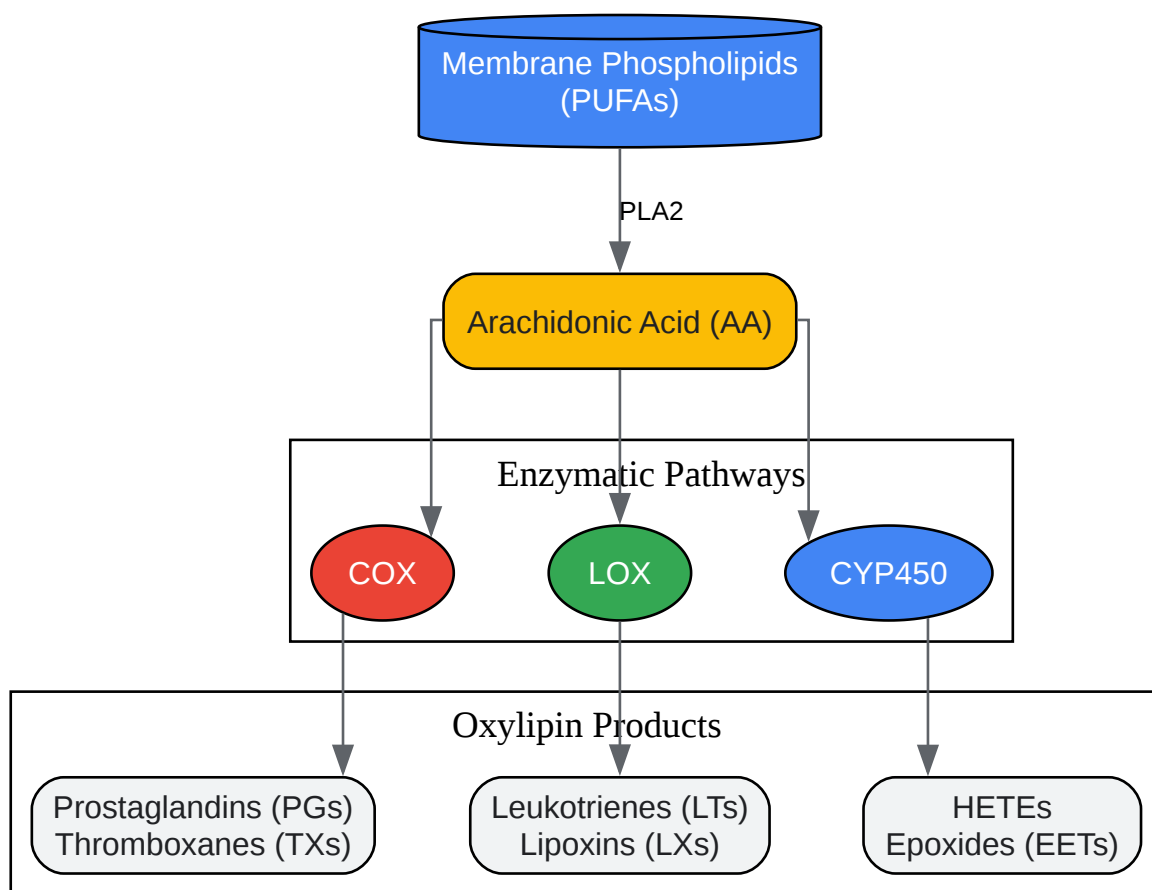 Membrane Phospholipids
(PUFAs)
PLA2
Arachidonic Acid (AA)
Enzymatic Pathways
COX
LOX
CYP450
Oxylipin Products
Prostaglandins (PGs)
Thromboxanes (TXs)
Leukotrienes (LTs)
Lipoxins (LXs)
HETEs
Epoxides (EETs)